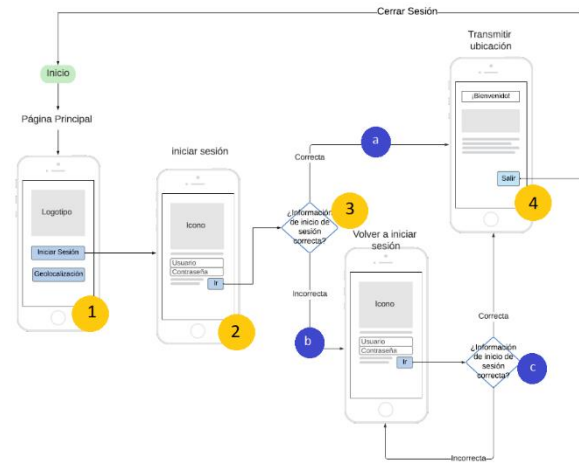 Cerrar Sesión
Inicio
Página Principal
Logotipo
Iniciar Sesión
Geolocalización
1
iniciar sesión
Icono
Usuario
Contraseña
Ir
2
Correcta
a
¿Información
de inicio de
sesión
correcta?
3
Incorrecta
b
Transmitir
ubicación
¡Bienvenido!
Salir
4
Volver a iniciar
sesión
Icono
Usuario
Contraseña
Ir
Correcta
¿Información
de inicio de
sesión
correcta?
c
Incorrecta